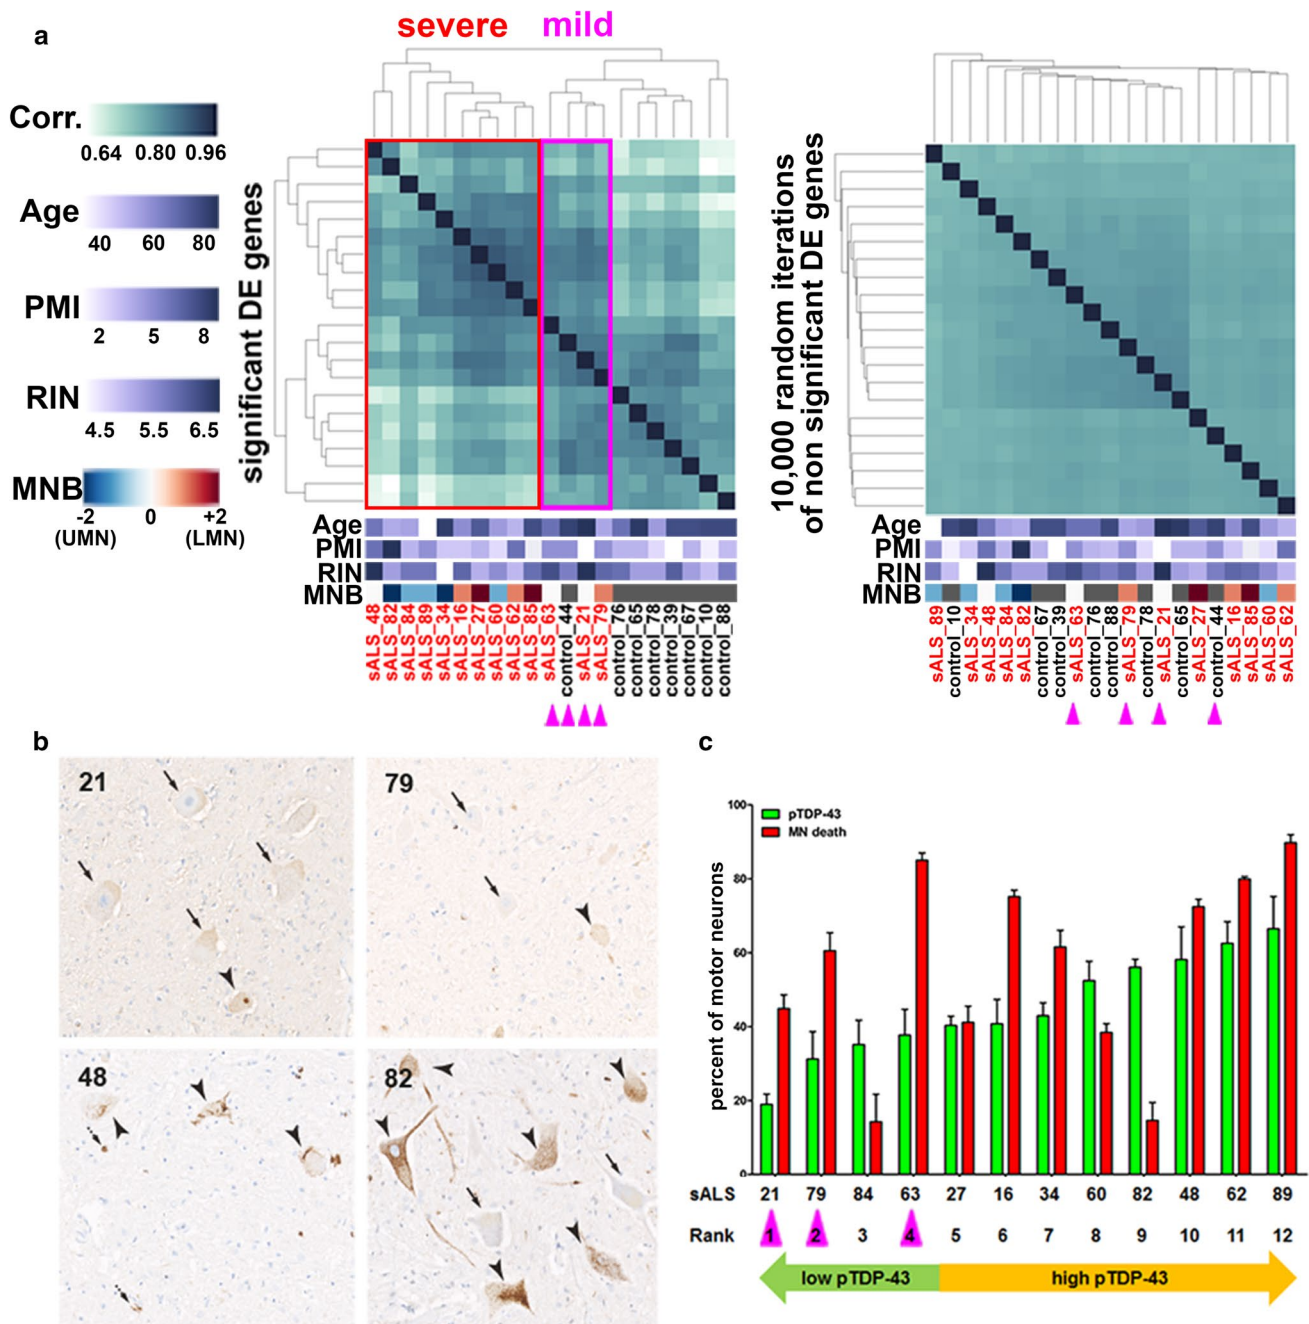 a
severe mild
Corr.
0.64 0.80 0.96
Age
40 60 80
PMI
2 5 8
RIN
4.5 5.5 6.5
MNB
-2 0 +2
(UMN) (LMN)
significant DE genes
Age
PMI
RIN
MNB
sALS_48
sALS_82
sALS_84
sALS_89
sALS_34
sALS_16
sALS_27
sALS_60
sALS_62
sALS_85
sALS_63
control_44
sALS_21
sALS_79
control_76
control_65
control_78
control_39
control_67
control_10
control_88
10,000 random iterations
of non significant DE genes
Age
PMI
RIN
MNB
sALS_89
control_10
sALS_34
sALS_48
sALS_84
sALS_82
control_67
control_39
sALS_63
control_76
control_88
sALS_79
control_78
sALS_21
control_65
sALS_27
control_44
sALS_16
sALS_85
sALS_60
sALS_62
b
21
79
48
82
c
pTDP-43
MN death
percent of motor neurons
100
80
60
40
20
0
sALS 21 79 84 63 27 16 34 60 82 48 62 89
Rank 1 2 3 4 5 6 7 8 9 10 11 12
low pTDP-43 high pTDP-43